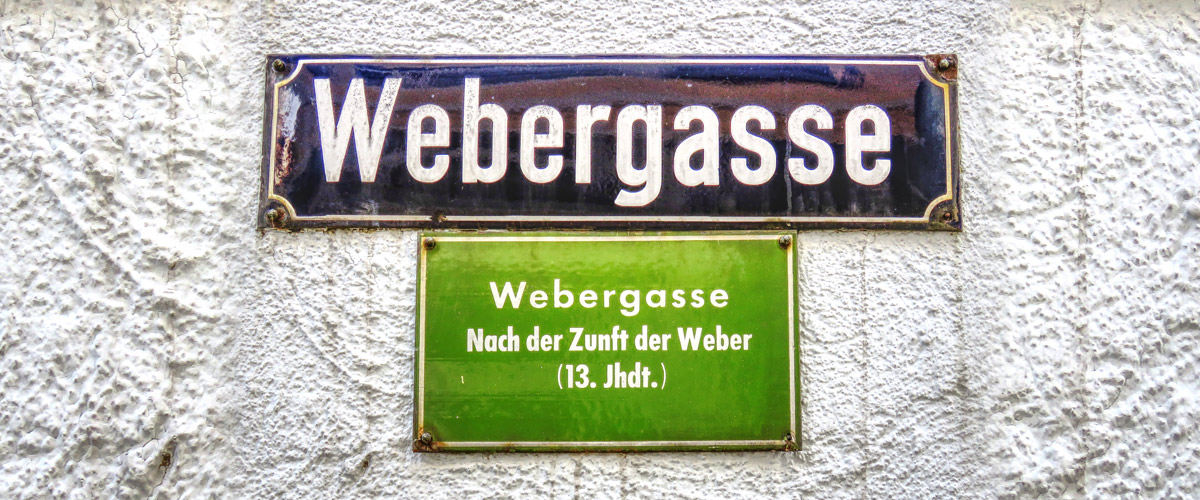 Webergasse
Webergasse
Nach der Zunft der Weber
(13. Jhdt.)